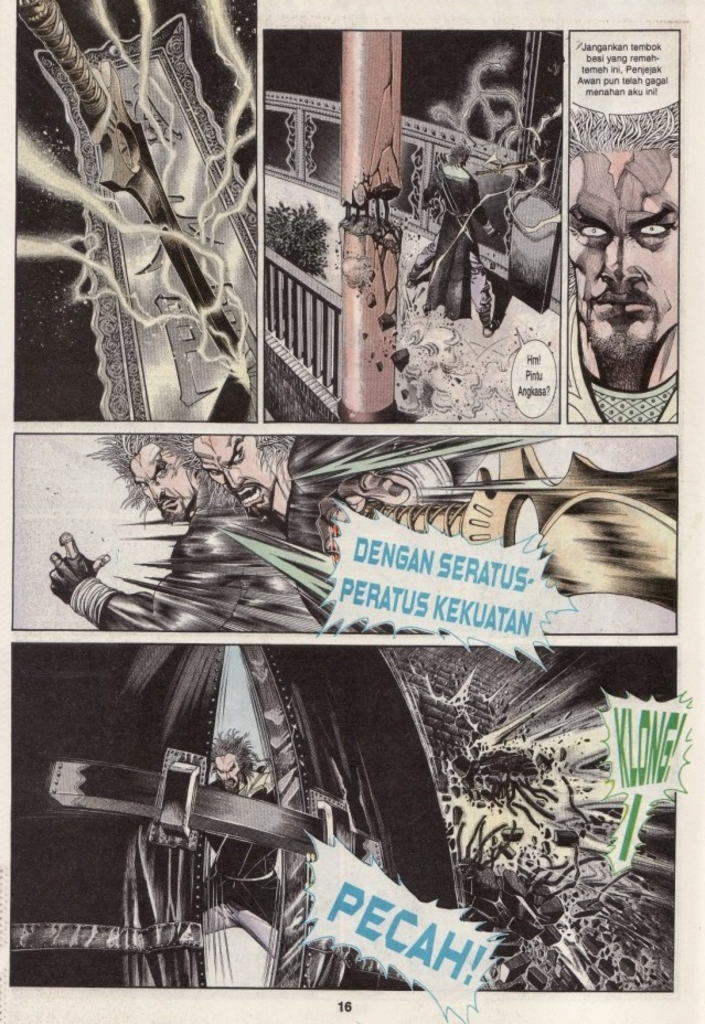 Hm!
Pintu
Angkasa?
"Jangankan tembok
besi yang remeh-
temeh ini, Penjejak
Awan pun telah gagal
menahan aku ini!
DENGAN SERATUS-
PERATUS KEKUATAN
KLONG!
!
PECAH!
16